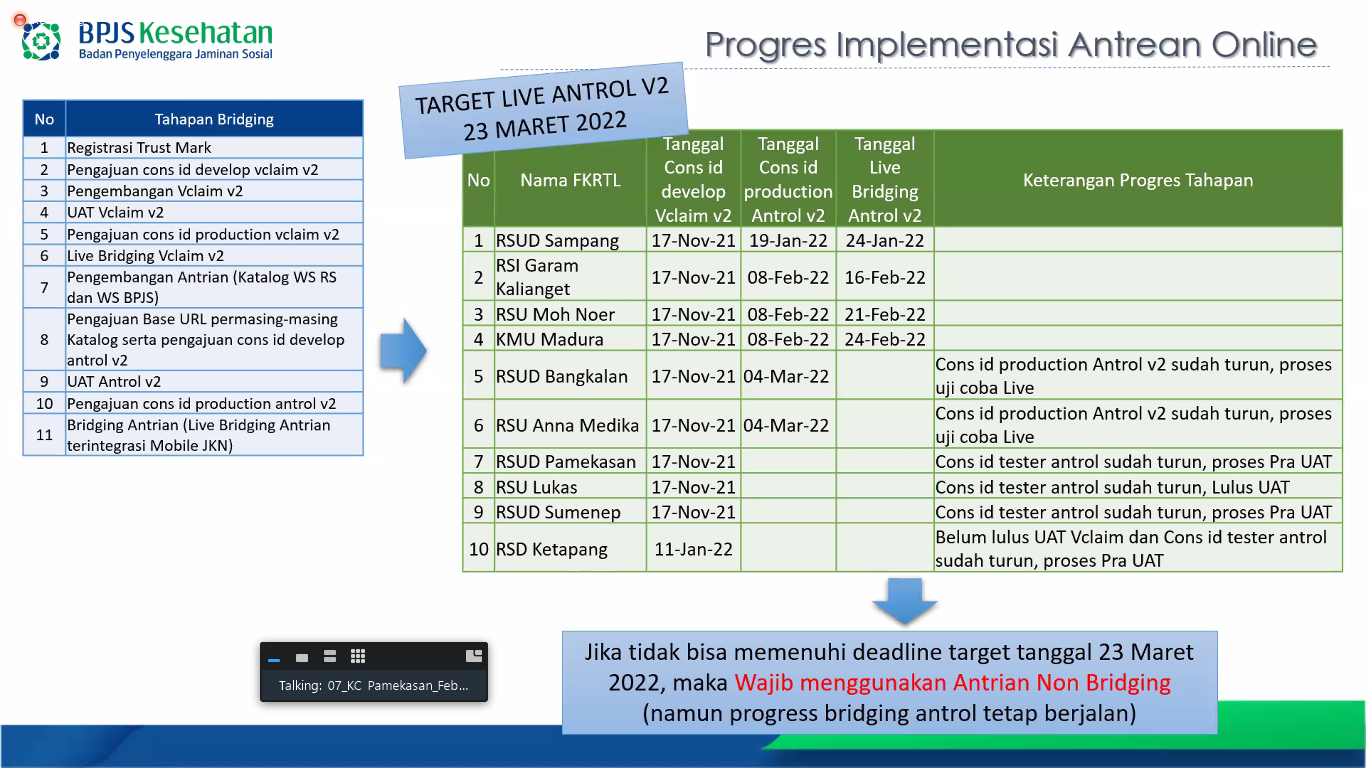 BPJS Kesehatan
Badan Penyelenggara Jaminan Sosial
Progres Implementasi Antrean Online
TARGET LIVE ANTROL V2
23 MARET 2022
No Tahapan Bridging
1 Registrasi Trust Mark
2 Pengajuan cons id develop vclaim v2
3 Pengembangan Vclaim v2
4 UAT Vclaim v2
5 Pengajuan cons id production vclaim v2
6 Live Bridging Vclaim v2
7 Pengembangan Antrian (Katalog WS RS
dan WS BPJS)
8 Pengajuan Base URL permasing-masing
Katalog serta pengajuan cons id develop
antrol v2
9 UAT Antrol v2
10 Pengajuan cons id production antrol v2
11 Bridging Antrian (Live Bridging Antrian
terintegrasi Mobile JKN)
No Nama FKRTL Tanggal Cons id develop Vclaim v2 Tanggal Cons id production Antrol v2 Tanggal Live Bridging Antrol v2 Keterangan Progres Tahapan
1 RSUD Sampang 17-Nov-21 19-Jan-22 24-Jan-22
2 RSI Garam
Kalianget 17-Nov-21 08-Feb-22 16-Feb-22
3 RSU Moh Noer 17-Nov-21 08-Feb-22 21-Feb-22
4 KMU Madura 17-Nov-21 08-Feb-22 24-Feb-22
5 RSUD Bangkalan 17-Nov-21 04-Mar-22 Cons id production Antrol v2 sudah turun, proses
uji coba Live
6 RSU Anna Medika 17-Nov-21 04-Mar-22 Cons id production Antrol v2 sudah turun, proses
uji coba Live
7 RSUD Pamekasan 17-Nov-21 Cons id tester antrol sudah turun, proses Pra UAT
8 RSU Lukas 17-Nov-21 Cons id tester antrol sudah turun, Lulus UAT
9 RSUD Sumenep 17-Nov-21 Cons id tester antrol sudah turun, proses Pra UAT
10 RSD Ketapang 11-Jan-22 Belum lulus UAT Vclaim dan Cons id tester antrol
sudah turun, proses Pra UAT
Jika tidak bisa memenuhi deadline target tanggal 23 Maret
2022, maka Wajib menggunakan Antrian Non Bridging
(namun progress bridging antrol tetap berjalan)
Talking: 07_KC Pamekasan_Feb...